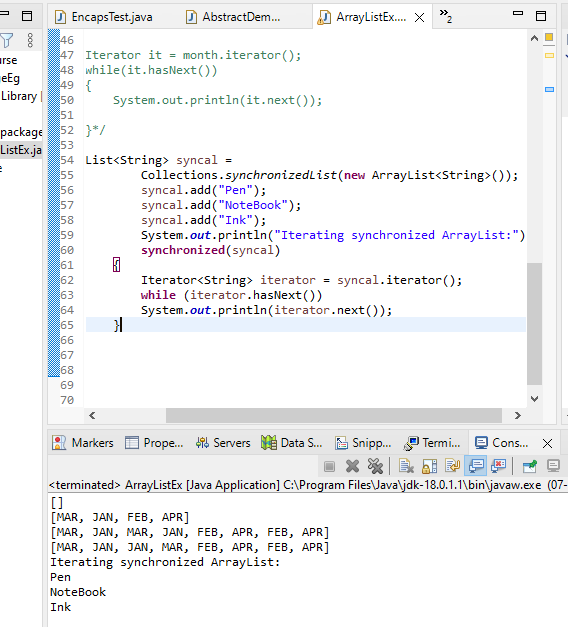 EncapsTest.java AbstractDem... ArrayListEx.... »2
46
47 Iterator it = month.iterator();
48 while(it.hasNext())
49 {
50 System.out.println(it.next());
51
52 }*/
53
54 List<String> syncal =
55 Collections.synchronizedList(new ArrayList<String>());
56 syncal.add("Pen");
57 syncal.add("NoteBook");
58 syncal.add("Ink");
59 System.out.println("Iterating synchronized ArrayList:")
60 synchronized(syncal)
61 {
62 Iterator<String> iterator = syncal.iterator();
63 while (iterator.hasNext())
64 System.out.println(iterator.next());
65 }
66
67
68
69
70
urse
eEg
Library [
package
ListEx.ja
Markers Prope... Servers Data S... Snipp... Termi... Cons...
<terminated> ArrayListEx [Java Application] C:\Program Files\Java\jdk-18.0.1.1\bin\javaw.exe (07-
[]
[MAR, JAN, FEB, APR]
[MAR, JAN, MAR, JAN, FEB, APR, FEB, APR]
[MAR, JAN, JAN, MAR, FEB, APR, FEB, APR]
Iterating synchronized ArrayList:
Pen
NoteBook
Ink